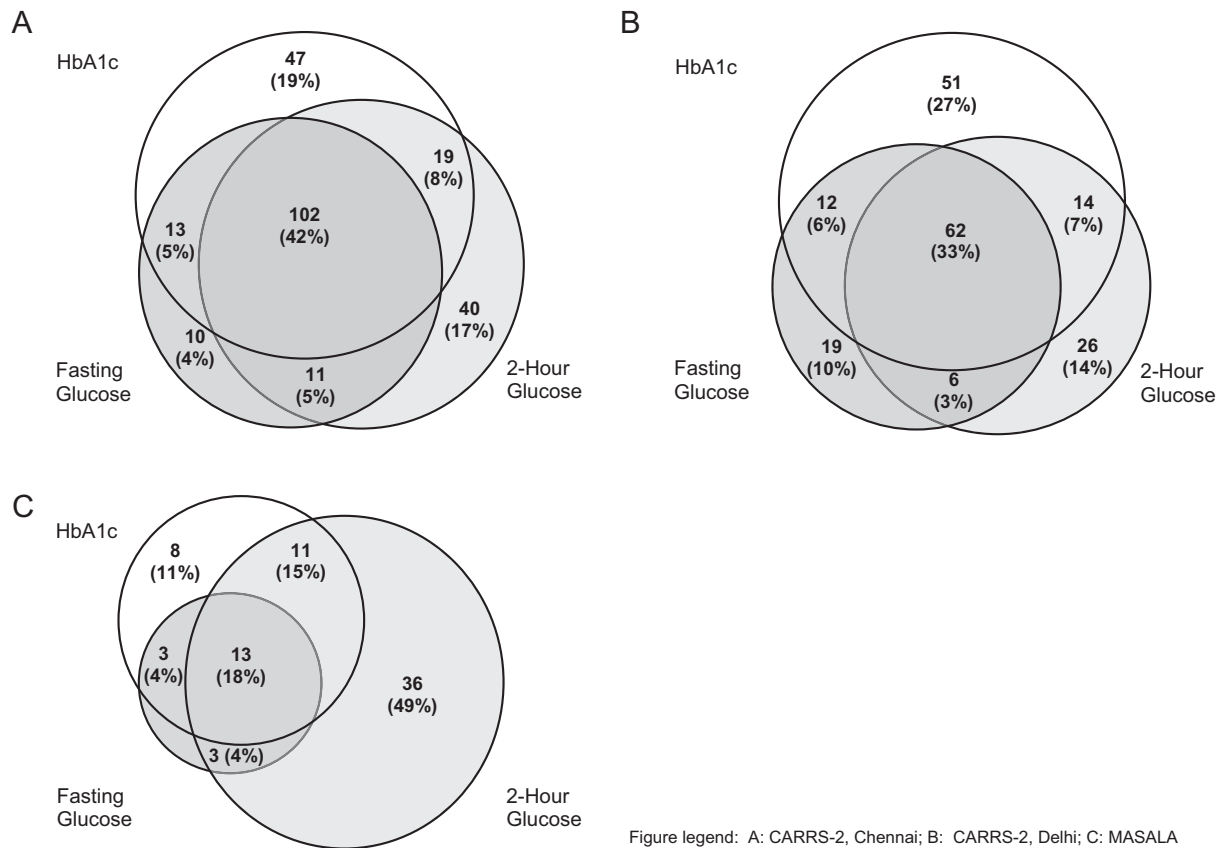 A
HbA1c
47
(19%)
19
(8%)
102
(42%)
13
(5%)
40
(17%)
10
(4%)
11
(5%)
Fasting
Glucose
2-Hour
Glucose
B
HbA1c
51
(27%)
12
(6%)
14
(7%)
62
(33%)
19
(10%)
26
(14%)
6
(3%)
Fasting
Glucose
2-Hour
Glucose
C
HbA1c
8
(11%)
11
(15%)
3
(4%)
13
(18%)
36
(49%)
3 (4%)
Fasting
Glucose
2-Hour
Glucose
Figure legend: A: CARRS-2, Chennai; B: CARRS-2, Delhi; C: MASALA